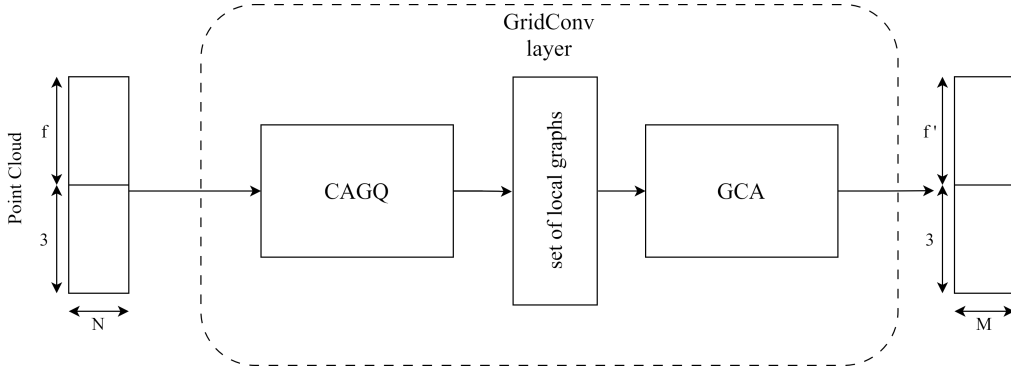 GridConv
layer
Point Cloud
f
3
N
CAGQ
set of local graphs
GCA
f '
3
M